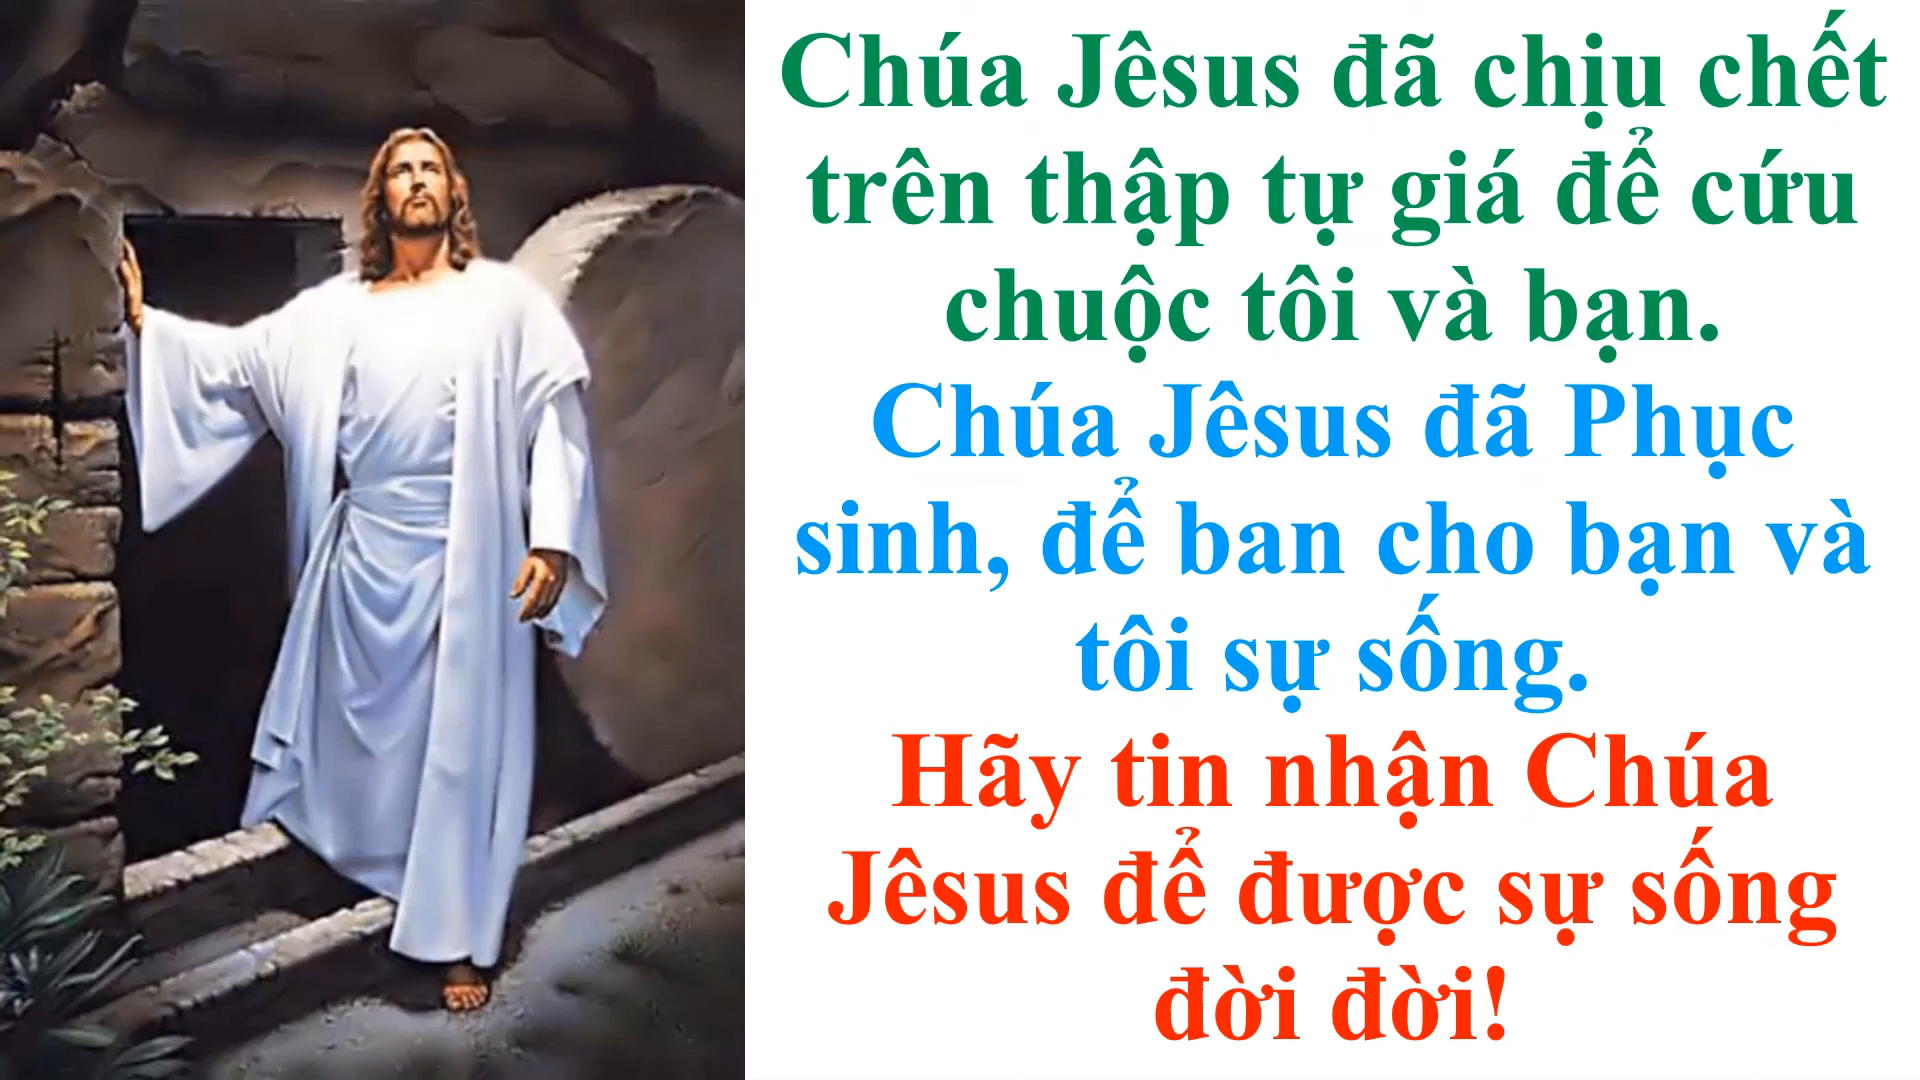 Chúa Jêsus đã chịu chết
trên thập tự giá để cứu
chuộc tôi và bạn.
Chúa Jêsus đã Phục
sinh, để ban cho bạn và
tôi sự sống.
Hãy tin nhận Chúa
Jêsus để được sự sống
đời đời!